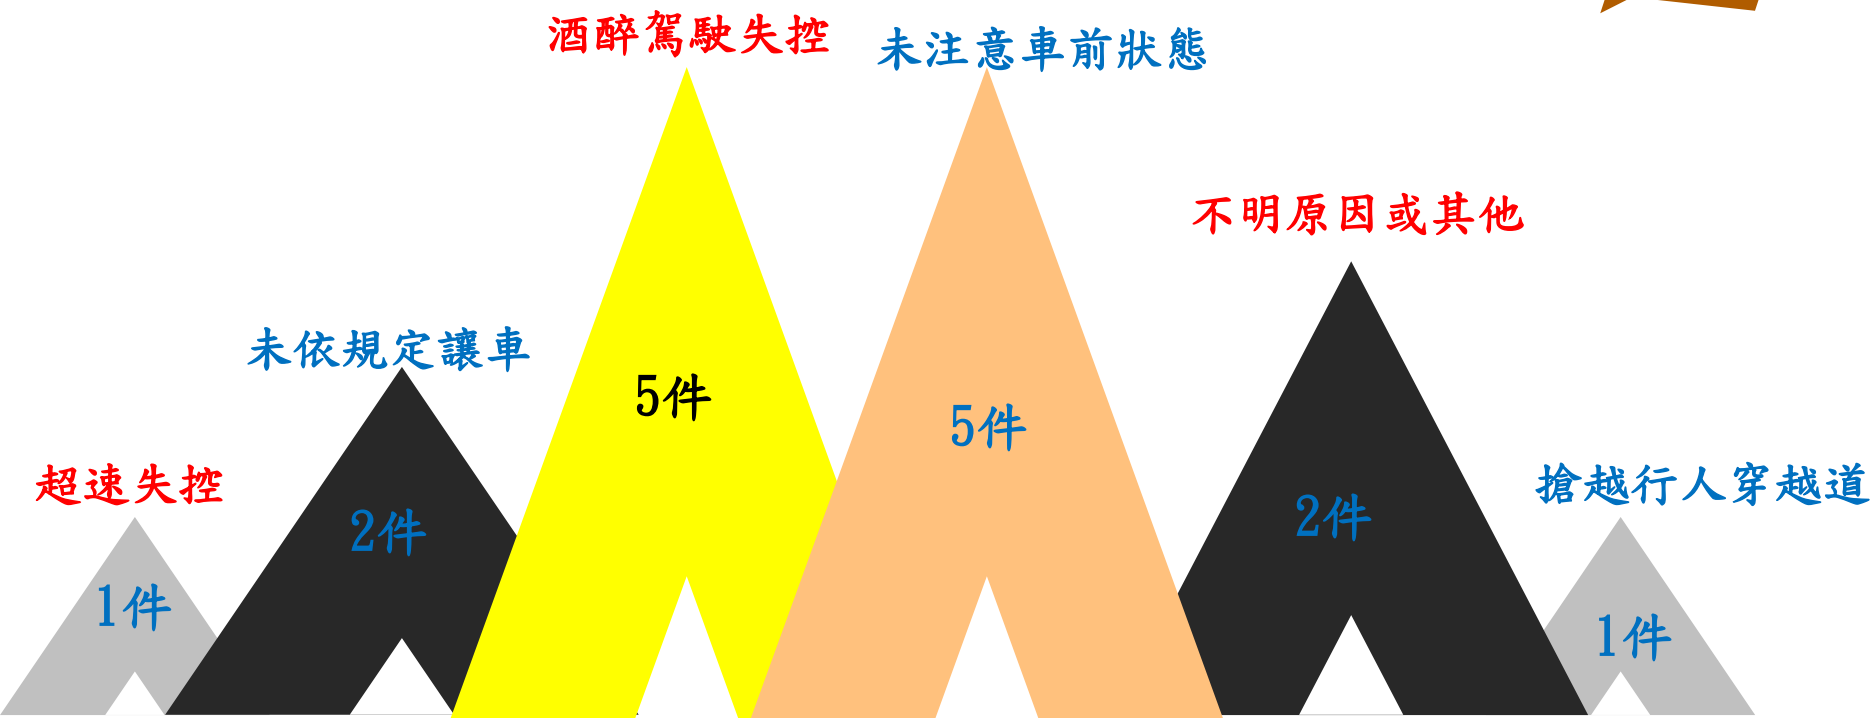 酒醉駕駛失控
未注意車前狀態
不明原因或其他
未依規定讓車
超速失控
搶越行人穿越道
5件
5件
2件
2件
1件
1件